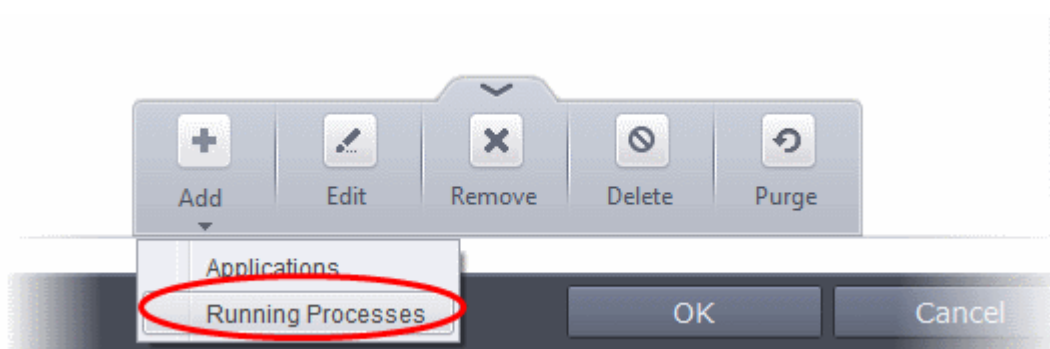 Add
Edit
Remove
Delete
Purge
Applications
Running Processes
OK
Cancel